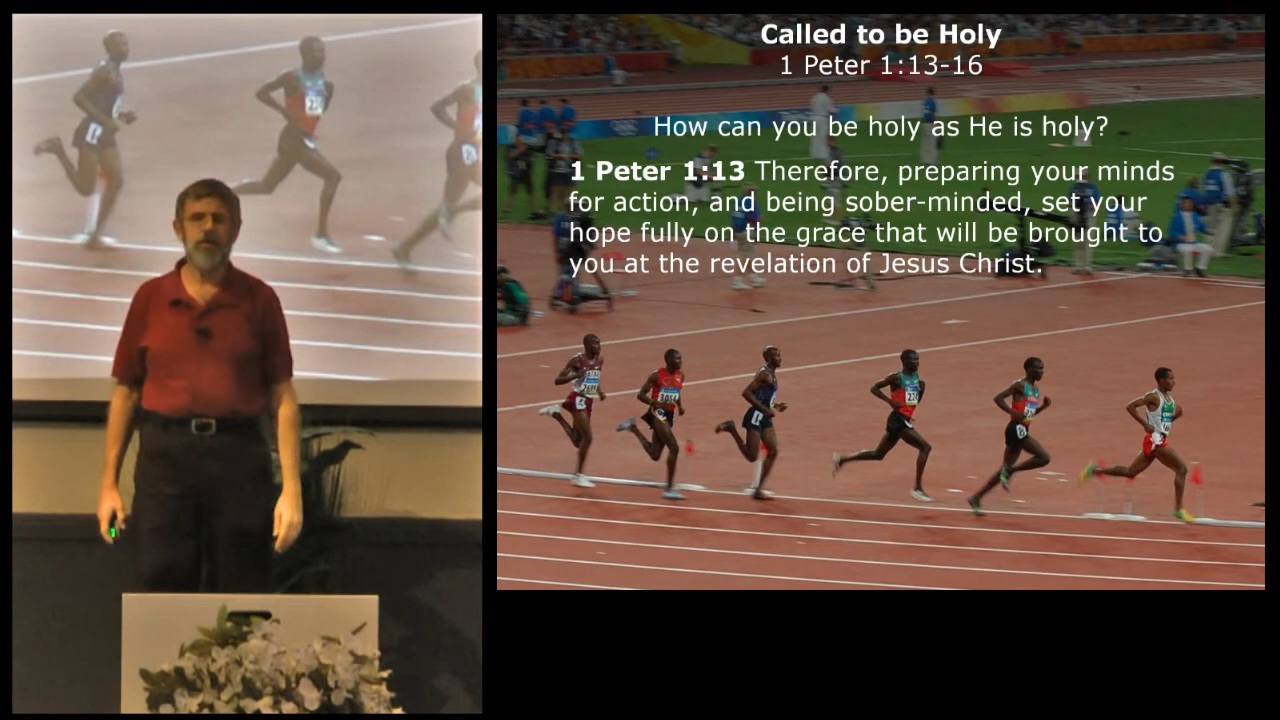 Called to be Holy
1 Peter 1:13-16
How can you be holy as He is holy?
1 Peter 1:13 Therefore, preparing your minds
for action, and being sober-minded, set your
hope fully on the grace that will be brought to
you at the revelation of Jesus Christ.